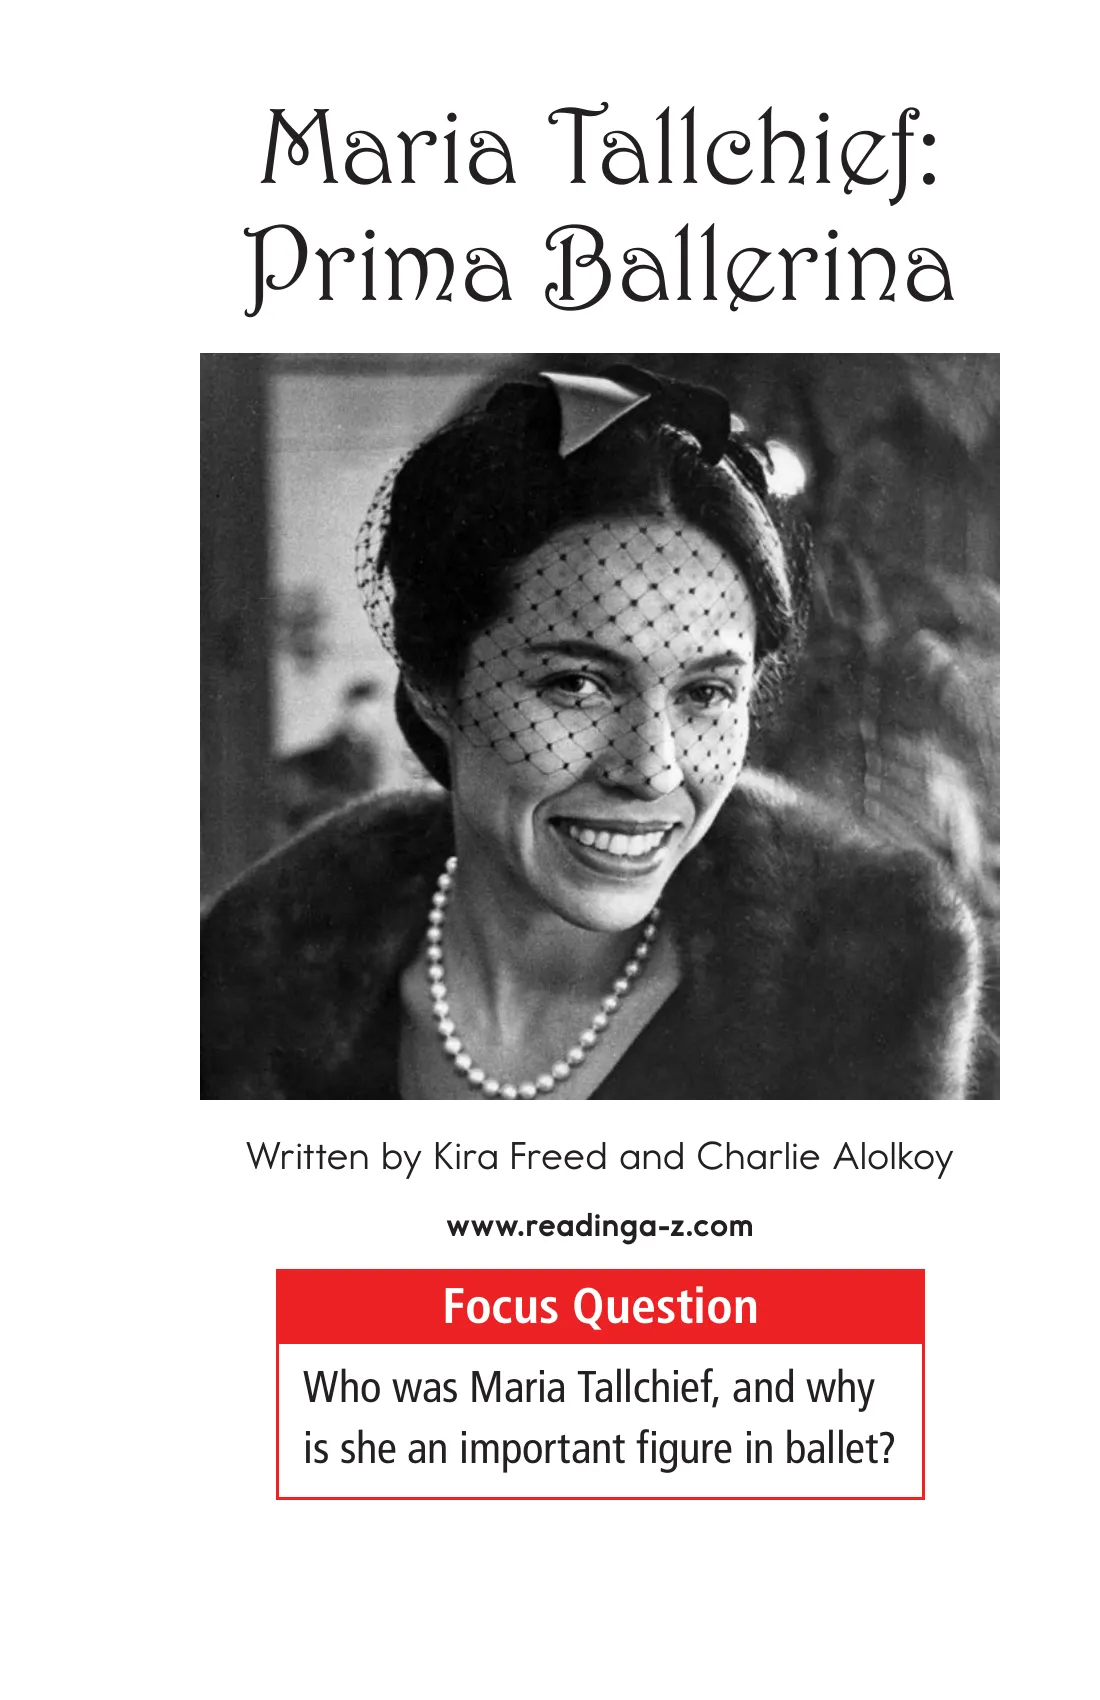 Maria Tallchief:
Prima Ballerina
Written by Kira Freed and Charlie Alolkoy
www.readinga-z.com
Focus Question
Who was Maria Tallchief, and why
is she an important figure in ballet?